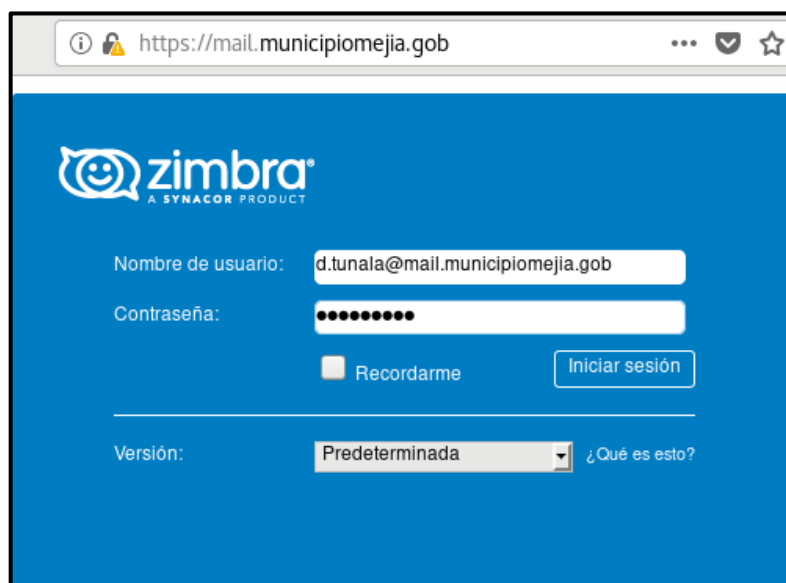 https://mail.municipiomejia.gob
zimbra®
A SYNACOR PRODUCT
Nombre de usuario: d.tunala@mail.municipiomejia.gob
Contraseña: •••••••••
Recordarme Iniciar sesión
Versión: Predeterminada ¿Qué es esto?